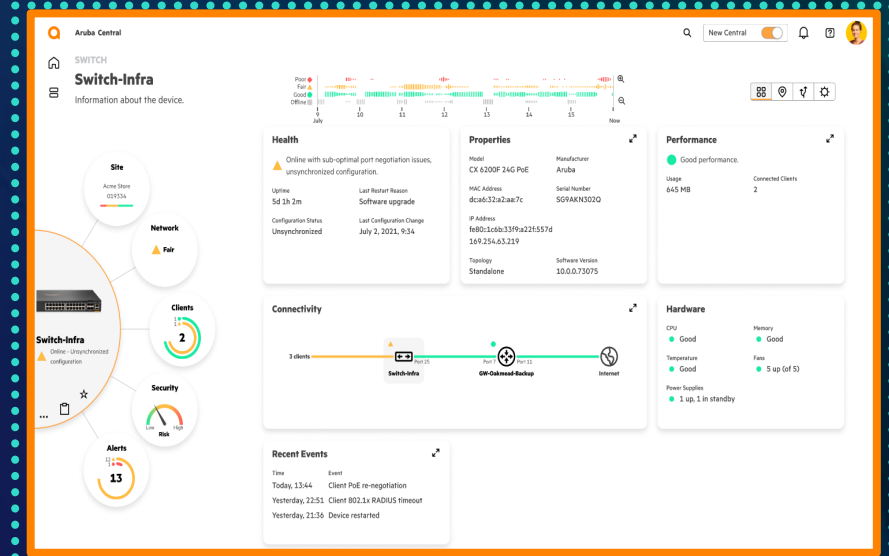 Aruba Central
New Central
SWITCH
Switch-Infra
Information about the device.
Poor
Fair
Good
Offline
9 10 11 12 13 14 15
July Now
Site
Acme Store
019334
Network
Fair
Clients
1
1
2
Switch-Infra
Online - Unsynchronized
configuration
...
Security
Low High
Risk
Alerts
12
1
13
Health
Online with sub-optimal port negotiation issues,
unsynchronized configuration.
Uptime Last Restart Reason
5d 1h 2m Software upgrade
Configuration Status Last Configuration Change
Unsynchronized July 2, 2021, 9:34
Properties
Model Manufacturer
CX 6200F 24G PoE Aruba
MAC Address Serial Number
dc:a6:32:a2:aa:7c SG9AKN302Q
IP Address
fe80::1c6b:33f9:a22f:557d
169.254.63.219
Topology Software Version
Standalone 10.0.0.73075
Performance
Good performance.
Usage Connected Clients
645 MB 2
Connectivity
3 clients
Port 25
Port 7 Port 11
Switch-Infra GW-Oakmead-Backup Internet
Hardware
CPU Memory
Good Good
Temperature Fans
Good 5 up (of 5)
Power Supplies
1 up, 1 in standby
Recent Events
Time Event
Today, 13:44 Client PoE re-negotiation
Yesterday, 22:51 Client 802.1x RADIUS timeout
Yesterday, 21:36 Device restarted